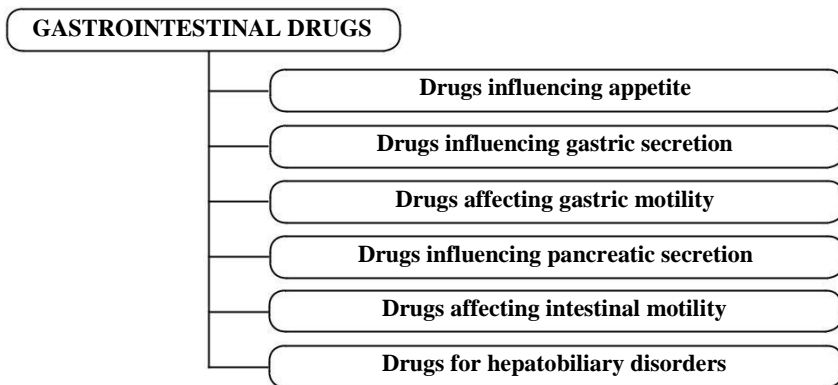 GASTROINTESTINAL DRUGS
Drugs influencing appetite
Drugs influencing gastric secretion
Drugs affecting gastric motility
Drugs influencing pancreatic secretion
Drugs affecting intestinal motility
Drugs for hepatobiliary disorders